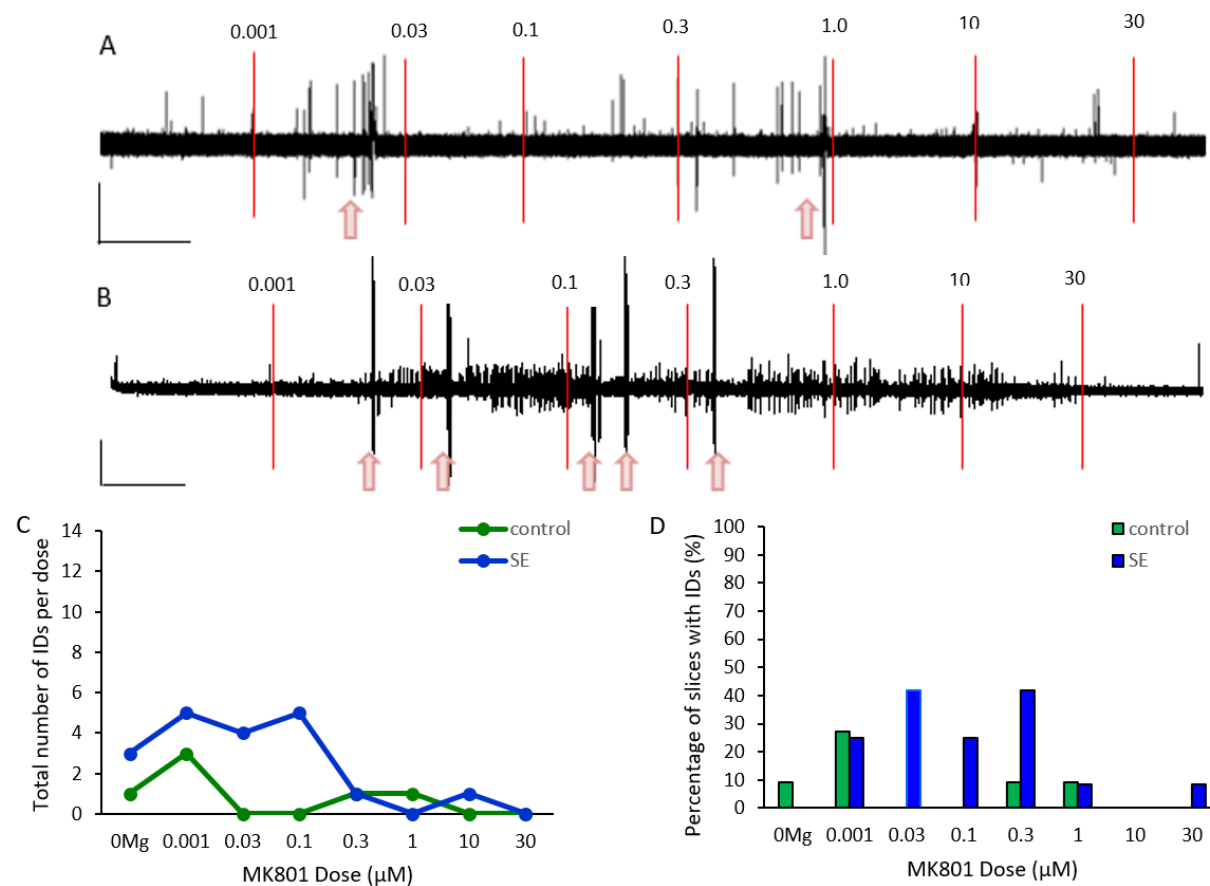 A
0.001 0.03 0.1 0.3 1.0 10 30
B
0.001 0.03 0.1 0.3 1.0 10 30
C
Total number of IDs per dose
14
12
10
8
6
4
2
0
control
SE
0Mg 0.001 0.03 0.1 0.3 1 10 30
MK801 Dose (µM)
D
Percentage of slices with IDs (%)
100
90
80
70
60
50
40
30
20
10
0
control
SE
0Mg 0.001 0.03 0.1 0.3 1 10 30
MK801 Dose (µM)